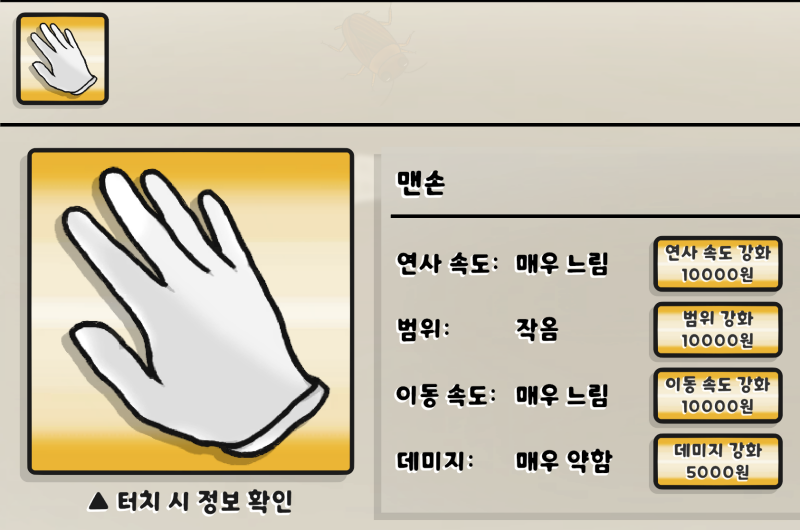 맨손
연사 속도: 매우 느림
연사 속도 강화
10000원
범위: 작음
범위 강화
10000원
이동 속도: 매우 느림
이동 속도 강화
10000원
데미지: 매우 약함
데미지 강화
5000원
▲ 터치 시 정보 확인